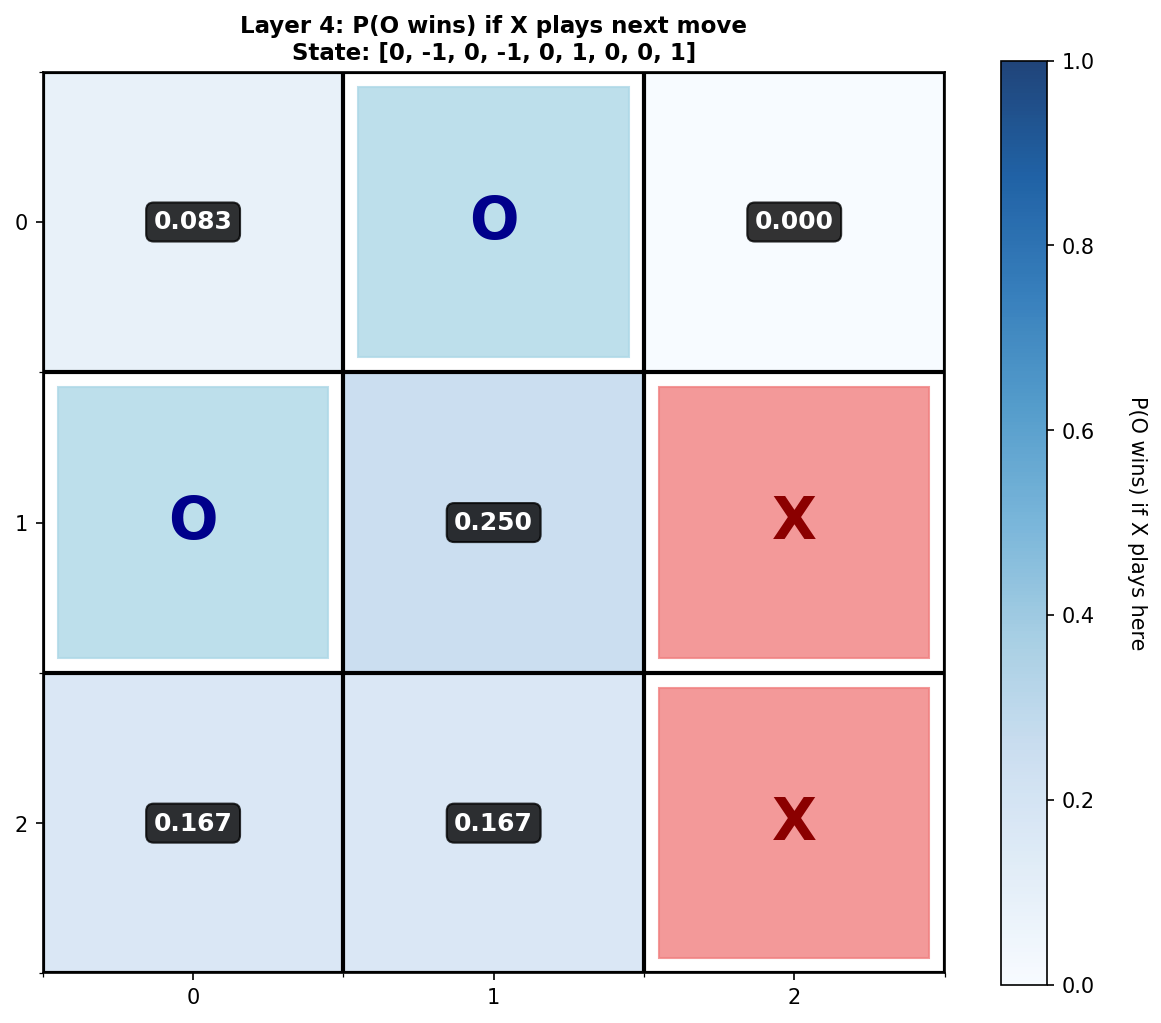 Layer 4: P(O wins) if X plays next move
State: [0, -1, 0, -1, 0, 1, 0, 0, 1]
0
0.083
O
0.000
1
O
0.250
X
2
0.167
0.167
X
0
1
2
1.0
0.8
0.6
0.4
0.2
0.0
P(O wins) if X plays here